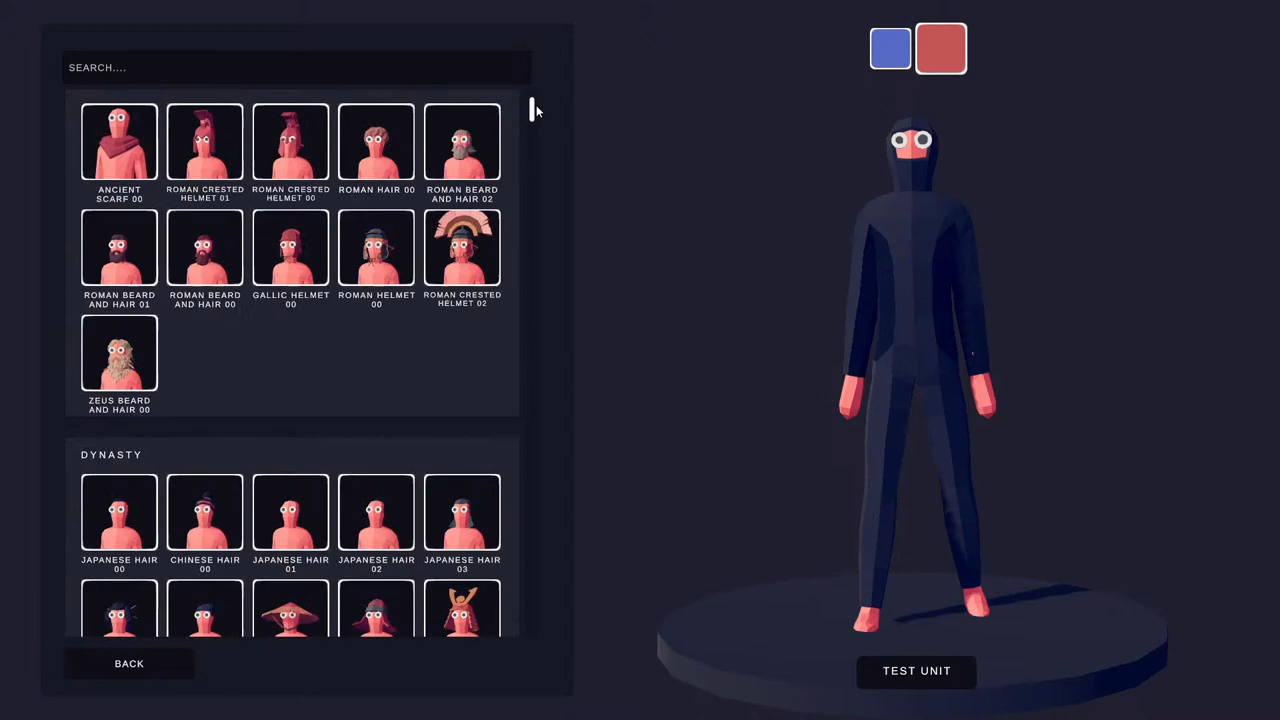 SEARCH....
ANCIENT
SCARF 00
ROMAN CRESTED
HELMET 01
ROMAN CRESTED
HELMET 00
ROMAN HAIR 00
ROMAN BEARD
AND HAIR 02
ROMAN BEARD
AND HAIR 01
ROMAN BEARD
AND HAIR 00
GALLIC HELMET
00
ROMAN HELMET
00
ROMAN CRESTED
HELMET 02
ZEUS BEARD
AND HAIR 00
DYNASTY
JAPANESE HAIR
00
CHINESE HAIR
00
JAPANESE HAIR
01
JAPANESE HAIR
02
JAPANESE HAIR
03
BACK
TEST UNIT